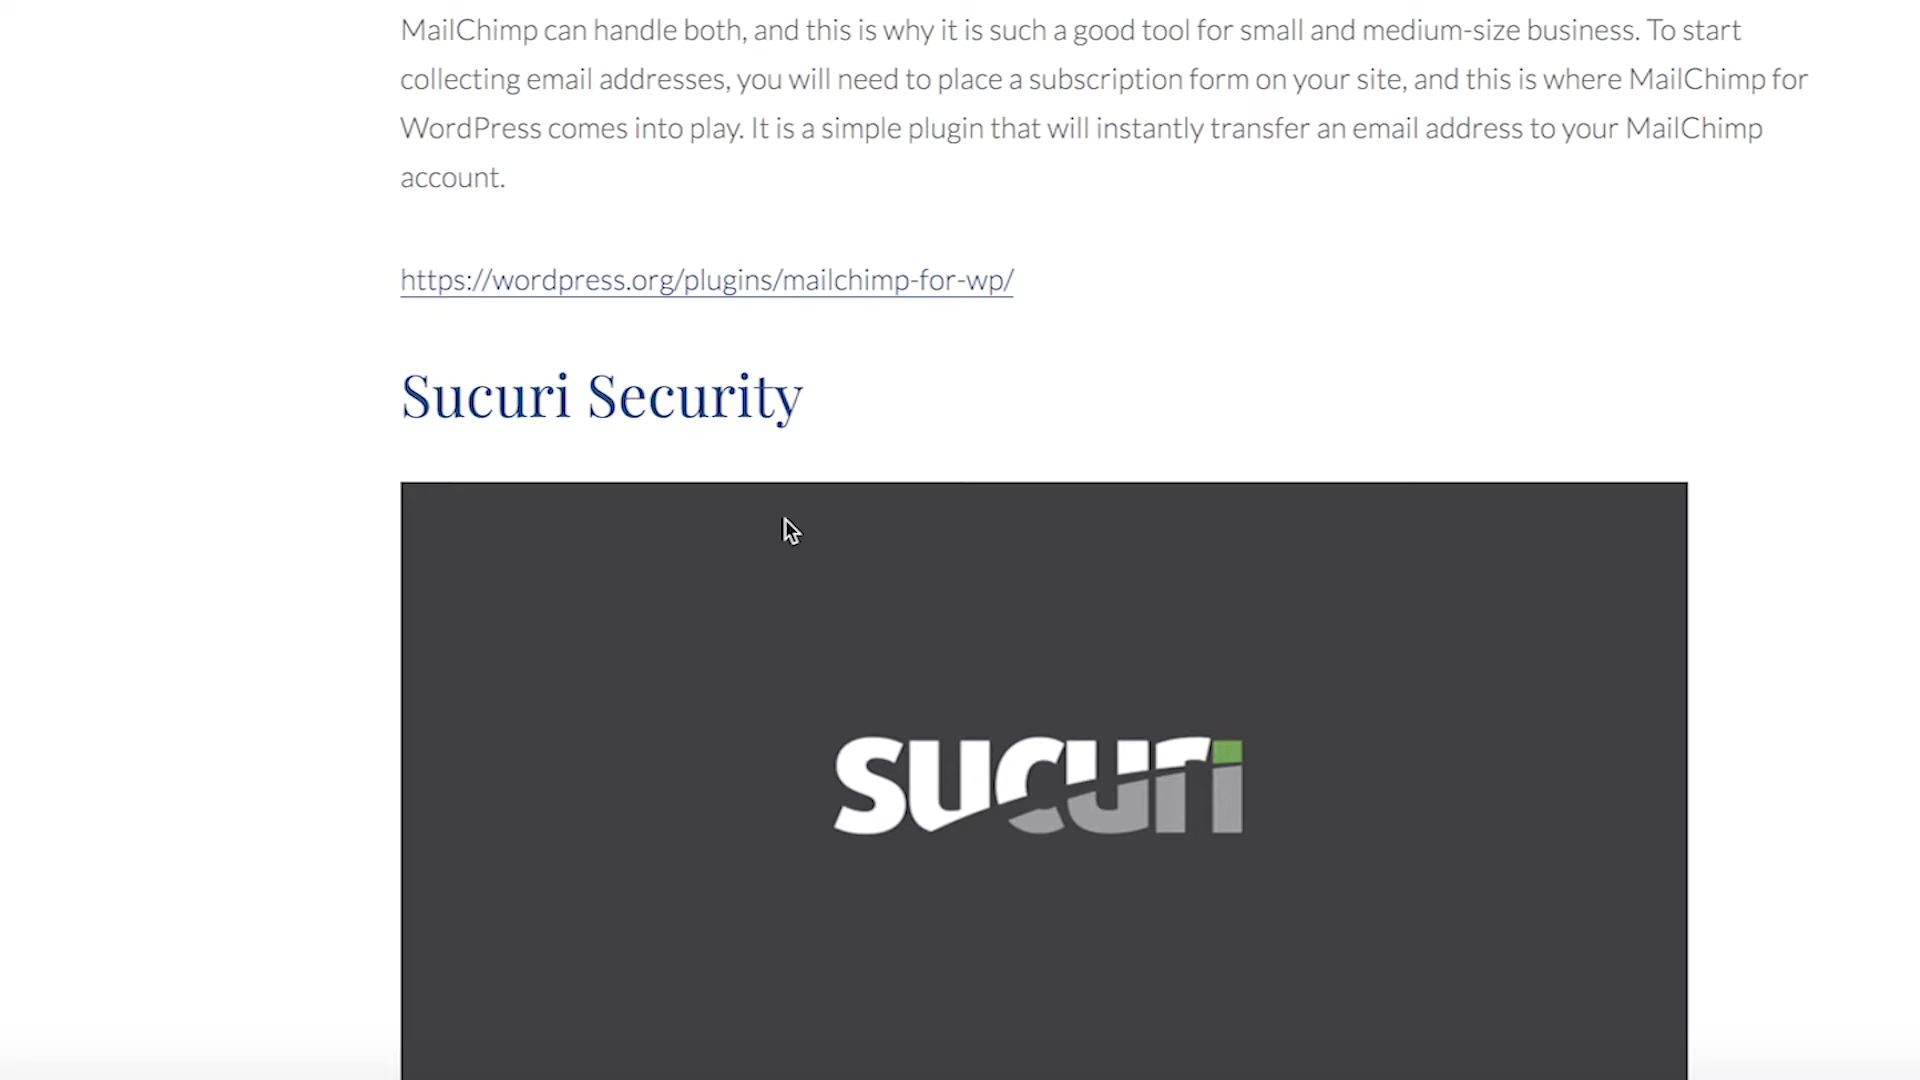 MailChimp can handle both, and this is why it is such a good tool for small and medium-size business. To start
collecting email addresses, you will need to place a subscription form on your site, and this is where MailChimp for
WordPress comes into play. It is a simple plugin that will instantly transfer an email address to your MailChimp
account.
https://wordpress.org/plugins/mailchimp-for-wp/
Sucuri Security
sucuri